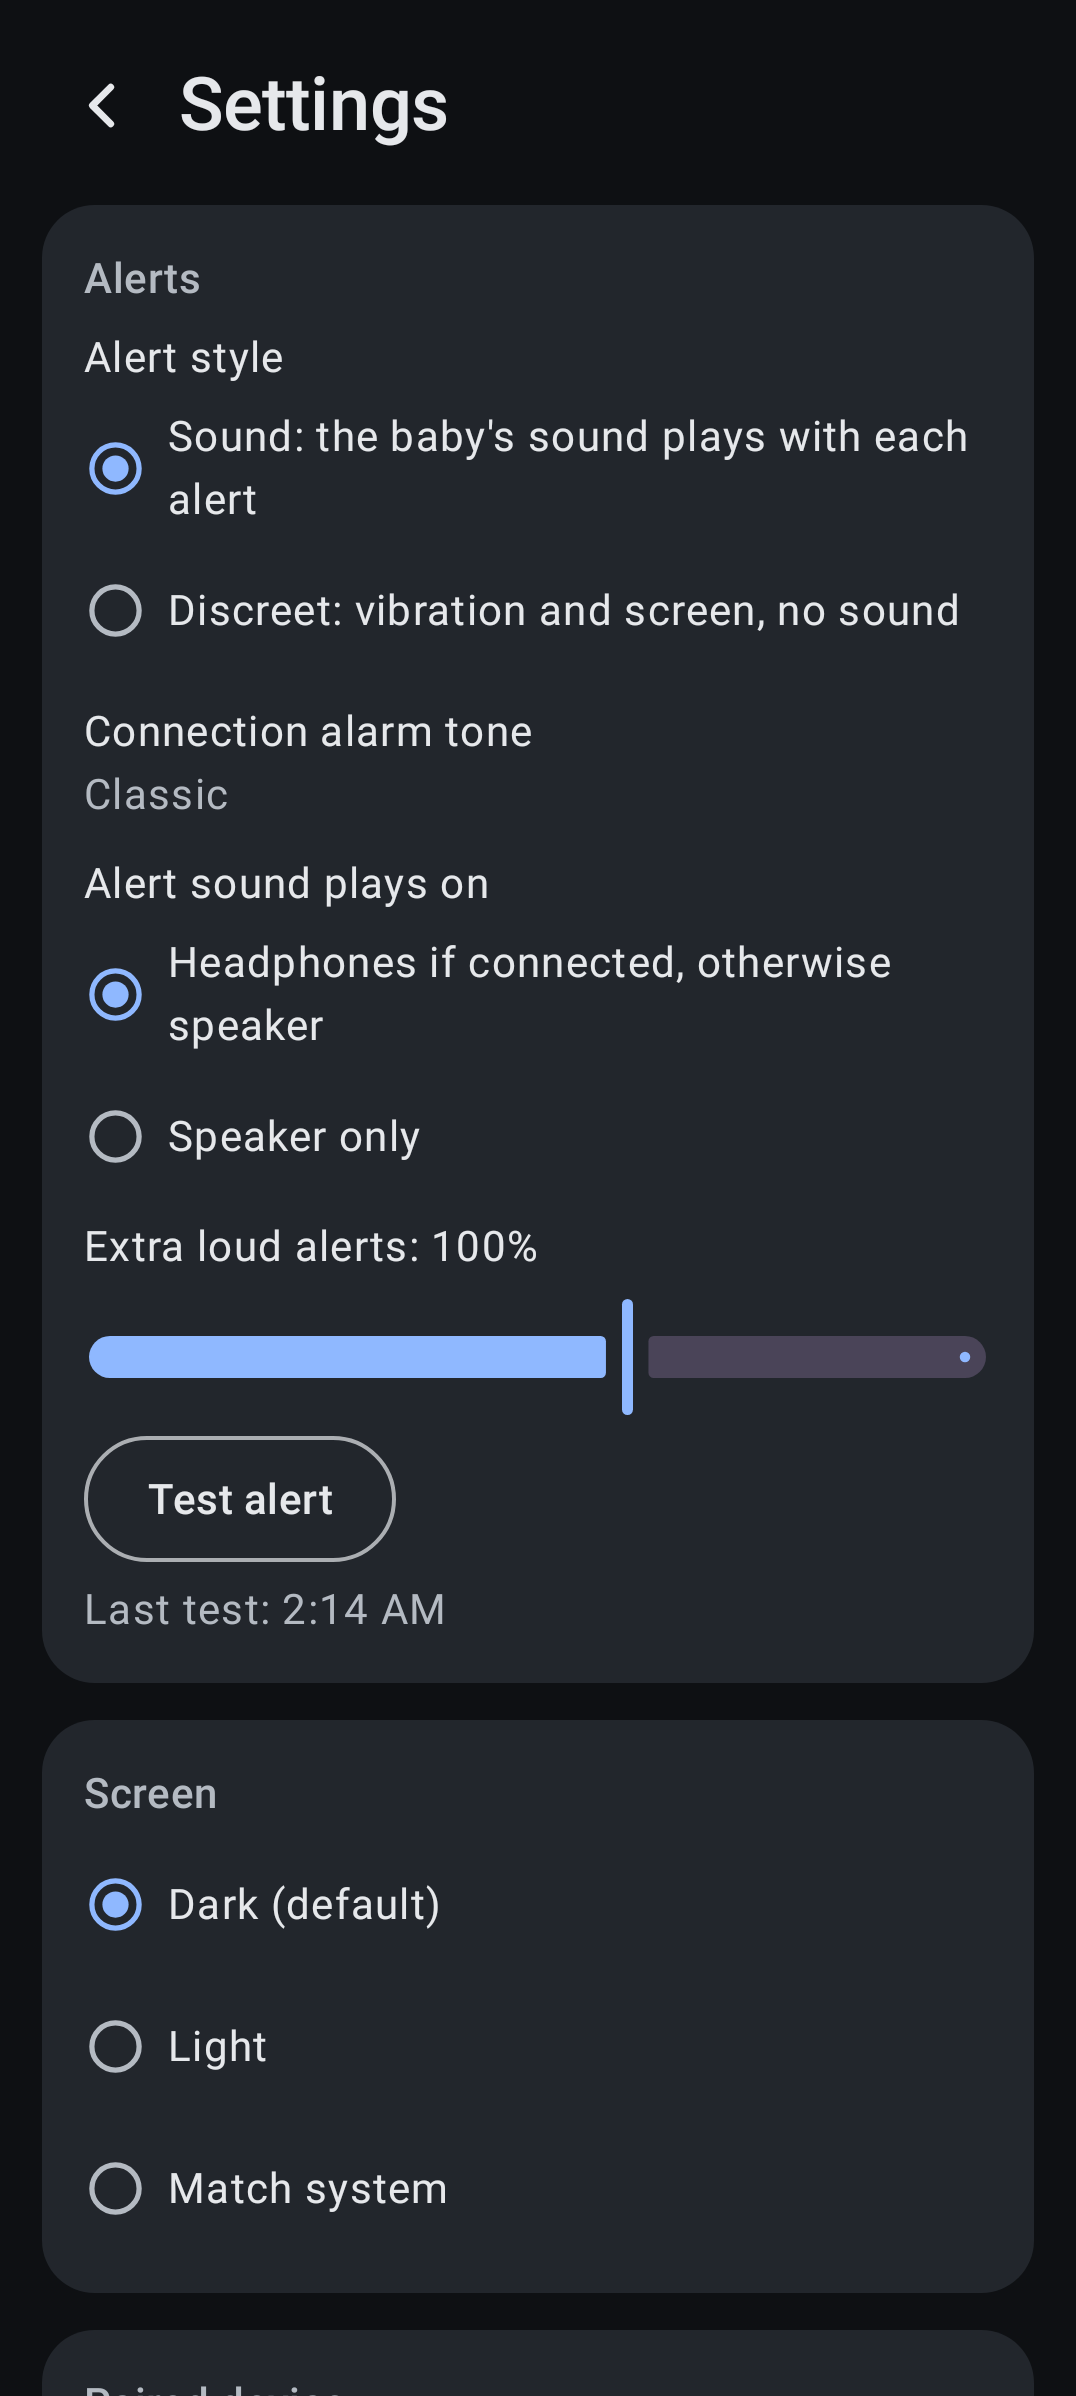 Settings
Alerts
Alert style
Sound: the baby's sound plays with each
alert
Discreet: vibration and screen, no sound
Connection alarm tone
Classic
Alert sound plays on
Headphones if connected, otherwise
speaker
Speaker only
Extra loud alerts: 100%
Test alert
Last test: 2:14 AM
Screen
Dark (default)
Light
Match system
Paired device